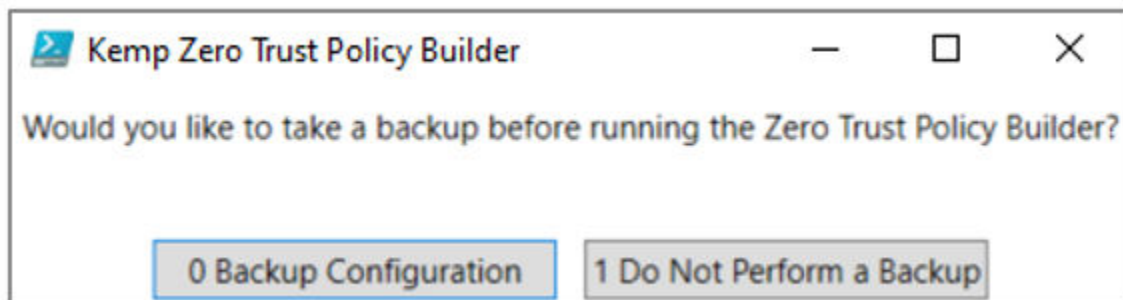 Kemp Zero Trust Policy Builder
Would you like to take a backup before running the Zero Trust Policy Builder?
0 Backup Configuration
1 Do Not Perform a Backup